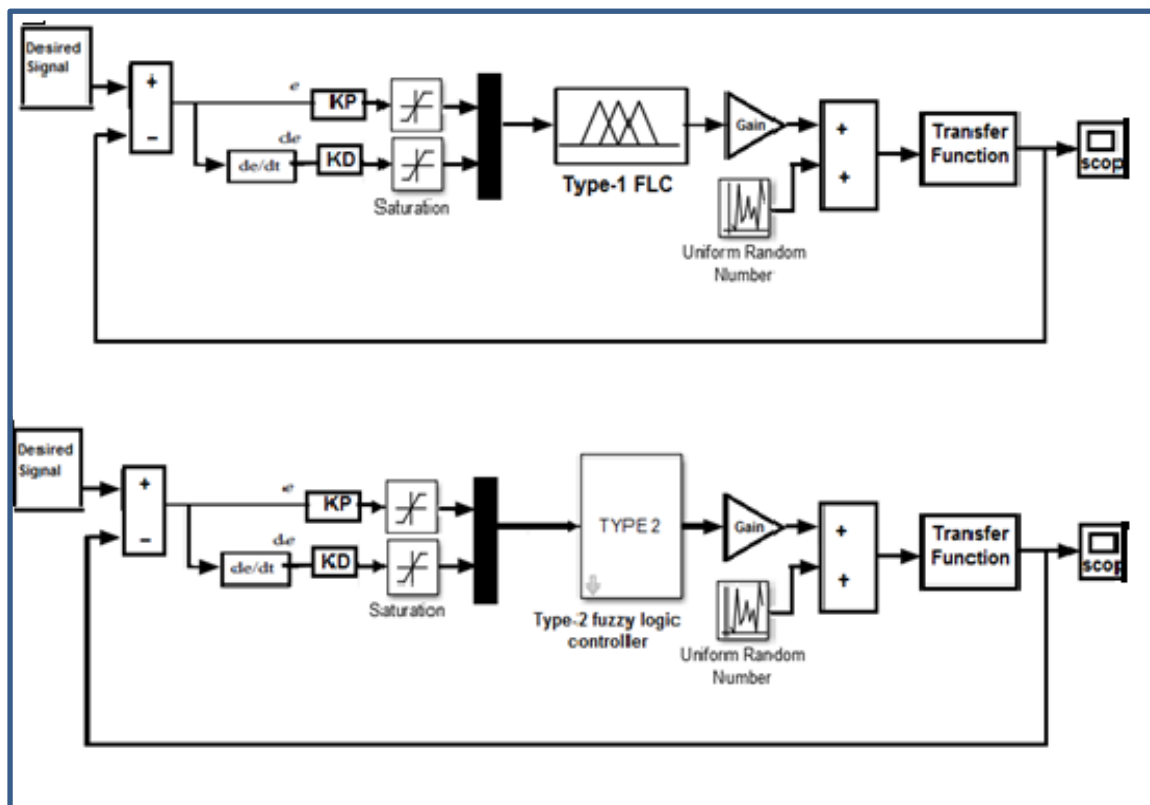 Desired
Signal
+
−
e
de
KP
de/dt
KD
Saturation
Type-1 FLC
Gain
Uniform Random
Number
+
+
Transfer
Function
scop
Desired
Signal
+
−
e
de
KP
de/dt
KD
Saturation
TYPE 2
Type-2 fuzzy logic
controller
Gain
Uniform Random
Number
+
+
Transfer
Function
scop